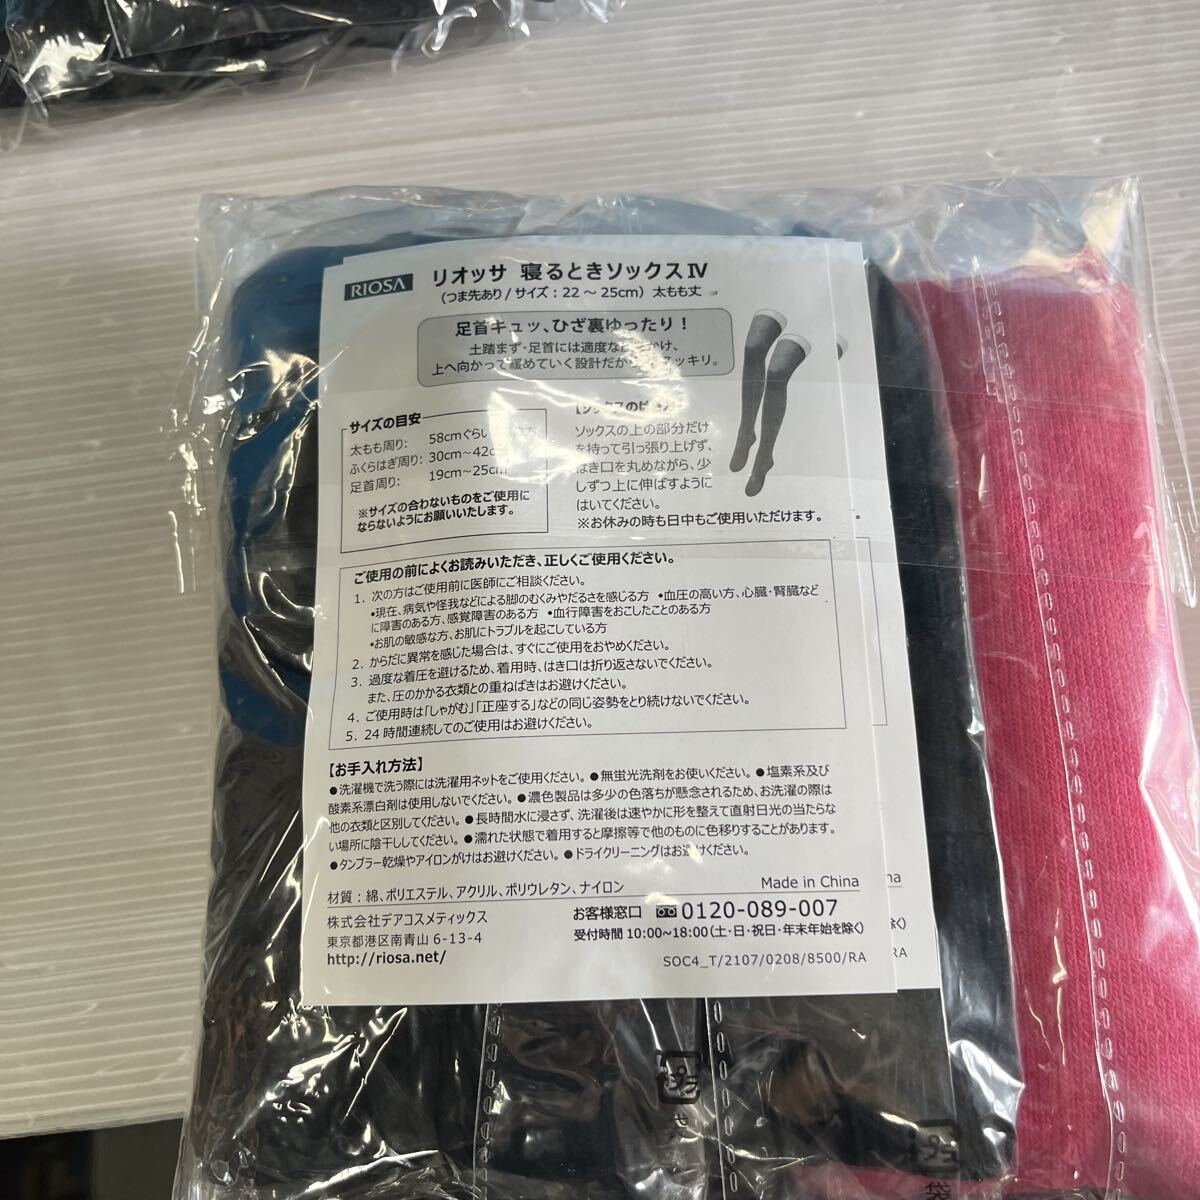 RIOSA リオッサ 寝るときソックスⅣ
（つま先あり/サイズ：22～25cm）太もも丈
足首キュッ、ひざ裏ゆったり！
土踏まず・足首には適度な かけ、
上へ向かって緩めていく設計だから ッキリ。
サイズの目安
太もも周り： 58cmぐらい
ふくらはぎ周り： 30cm～42c
足首周り： 19cm～25cm
※サイズの合わないものをご使用に
ならないようにお願いいたします。
【ソックスの
ソックスの上の部分だけ
を持って引っ張り上げず、
はき口を丸めながら、少
しずつ上に伸ばすように
はいてください。
※お休みの時も日中もご使用いただけます。
ご使用の前によくお読みいただき、正しくご使用ください。
1. 次の方はご使用前に医師にご相談ください。
•現在、病気や怪我などによる脚のむくみやだるさを感じる方 •血圧の高い方、心臓・腎臓など
に障害のある方、感覚障害のある方 •血行障害をおこしたことのある方
•お肌の敏感な方、お肌にトラブルを起こしている方
2. からだに異常を感じた場合は、すぐにご使用をおやめください。
3. 過度な着圧を避けるため、着用時、はき口は折り返さないでください。
また、圧のかかる衣類との重ねばきはお避けください。
4. ご使用時は「しゃがむ」「正座する」などの同じ姿勢をとり続けないでください。
5. 24時間連続してのご使用はお避けください。
【お手入れ方法】
●洗濯機で洗う際には洗濯用ネットをご使用ください。●無蛍光洗剤をお使いください。●塩素系及び
酸素系漂白剤は使用しないでください。●濃色製品は多少の色落ちが懸念されるため、お洗濯の際は
他の衣類と区別してください。●長時間水に浸さず、洗濯後は速やかに形を整えて直射日光の当たらな
い場所に陰干ししてください。●濡れた状態で着用すると摩擦等で他のものに色移りすることがあります。
●タンブラー乾燥やアイロンがけはお避けください。●ドライクリーニングはお避けください。
材質：綿、ポリエステル、アクリル、ポリウレタン、ナイロン
Made in China
株式会社デアコスメティックス
東京都港区南青山 6-13-4
http://riosa.net/
お客様窓口 0120-089-007
受付時間 10:00～18:00（土・日・祝日・年末年始を除く）
SOC4_T/2107/0208/8500/RA
na
除く）
RA
プラ
袋
プラ
袋